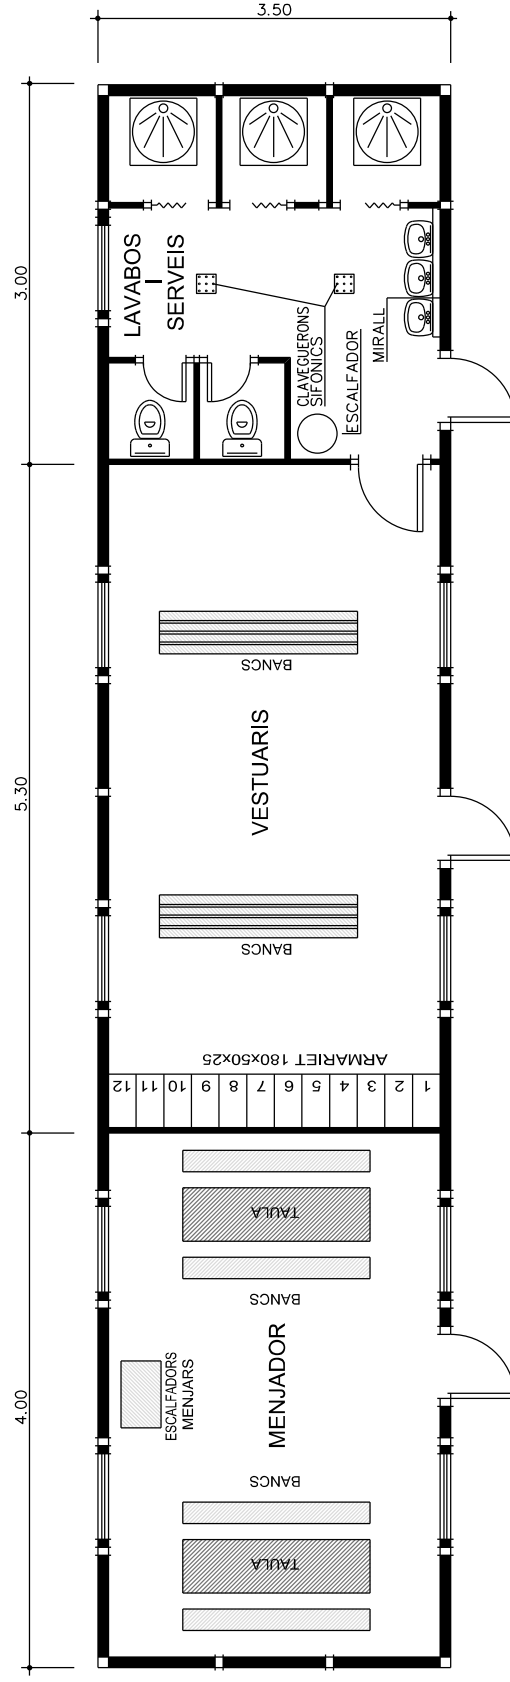 3.50
3.00
LAVABOS
I
SERVEIS
CLAVEGUERONS
SIFONICS
ESCALFADOR
MIRALL
BANCS
5.30
VESTUARIS
BANCS
ARMARIET 180x50x25
12 11 10 9 8 7 6 5 4 3 2 1
TAULA
BANCS
4.00
ESCALFADORS
MENJARS
MENJADOR
BANCS
TAULA